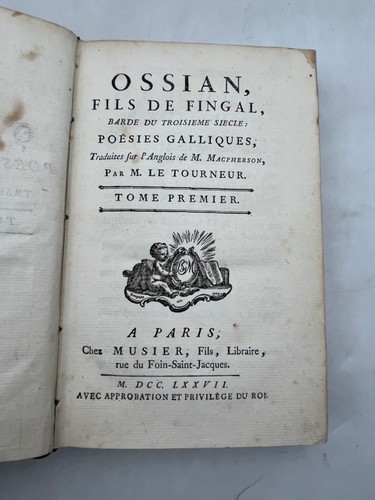 OSSIAN,
FILS DE FINGAL,
BARDE DU TROISIEME SIECLE:
POÉSIES GALLIQUES,
Traduites sur l'Anglois de M. MACPHERSON,
PAR M. LE TOURNEUR.
TOME PREMIER.
A PARIS,
Chez MUSIER, Fils, Libraire,
rue du Foin-Saint-Jacques.
M. DCC. LXXVII.
AVEC APPROBATION ET PRIVILÉGE DU ROI.